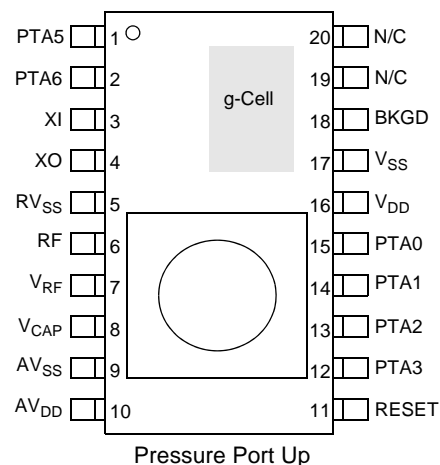 PTA5 1 20 N/C
PTA6 2 19 N/C
XI 3 g-Cell 18 BKGD
XO 4 17 VSS
RVSS 5 16 VDD
RF 6 15 PTA0
VRF 7 14 PTA1
VCAP 8 13 PTA2
AVSS 9 12 PTA3
AVDD 10 11 RESET
Pressure Port Up